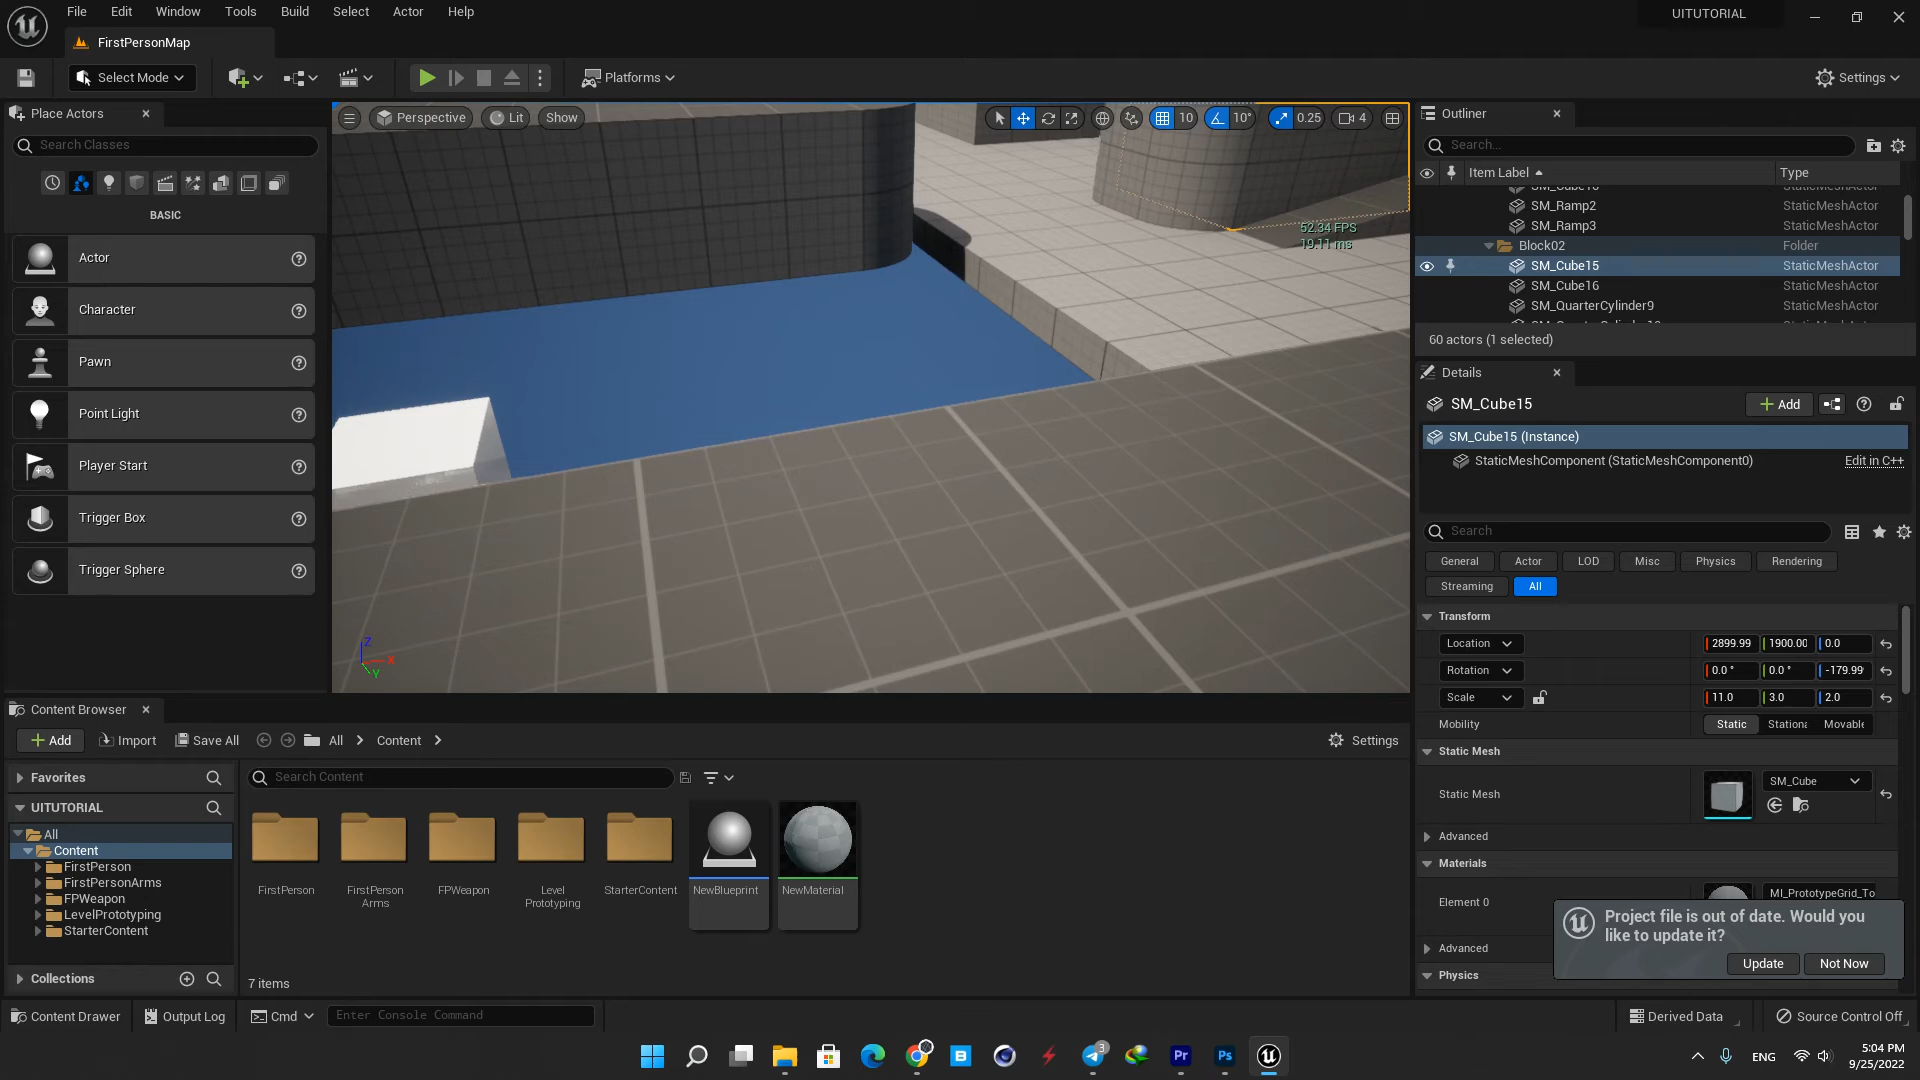 File Edit Window Tools Build Select Actor Help
UITUTORIAL
FirstPersonMap
Select Mode
Platforms
Settings
Place Actors
Search Classes
BASIC
Actor
Character
Pawn
Point Light
Player Start
Trigger Box
Trigger Sphere
Perspective Lit Show
10 10° 0.25 4
52.34 FPS
19.11 ms
Z
X
Y
Outliner
Search...
Item Label Type
SM_Ramp2 StaticMeshActor
SM_Ramp3 StaticMeshActor
Block02 Folder
SM_Cube15 StaticMeshActor
SM_Cube16 StaticMeshActor
SM_QuarterCylinder9 StaticMeshActor
60 actors (1 selected)
Details
SM_Cube15
Add
SM_Cube15 (Instance)
StaticMeshComponent (StaticMeshComponent0) Edit in C++
Search
General Actor LOD Misc Physics Rendering
Streaming All
Transform
Location 2899.99 1900.00 0.0
Rotation 0.0 ° 0.0 ° -179.99
Scale 11.0 3.0 2.0
Mobility Static Stationa Movable
Static Mesh
Static Mesh SM_Cube
Advanced
Materials
Element 0 MI_PrototypeGrid_To
Advanced
Physics
Project file is out of date. Would you
like to update it?
Update Not Now
Content Browser
Add Import Save All All Content Settings
Favorites
UITUTORIAL
All
Content
FirstPerson
FirstPersonArms
FPWeapon
LevelPrototyping
StarterContent
Collections
Search Content
FirstPerson
FirstPerson
Arms
FPWeapon
Level
Prototyping
StarterContent
NewBlueprint
NewMaterial
7 items
Content Drawer Output Log Cmd Enter Console Command Derived Data Source Control Off
3
B
Pr
Ps
ENG
5:04 PM
9/25/2022